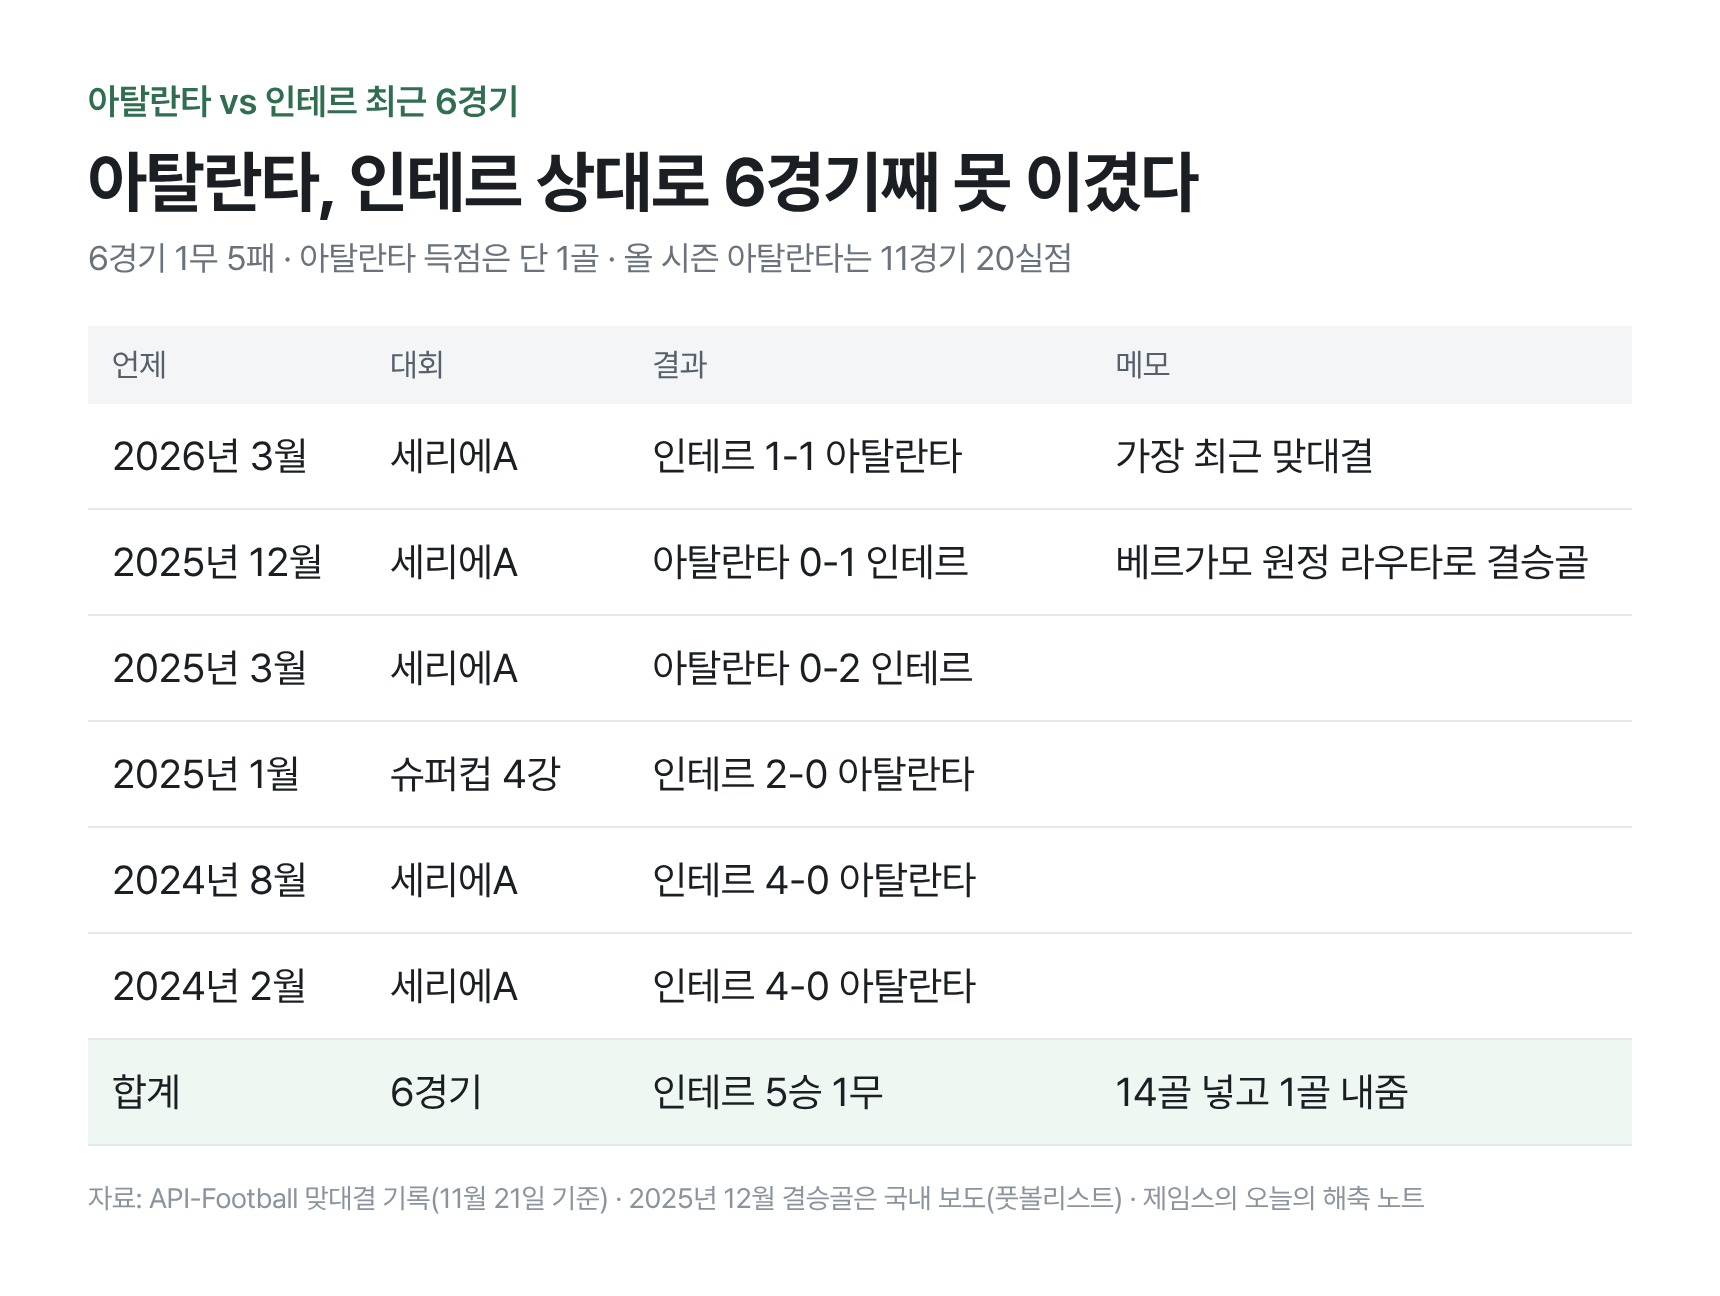 아탈란타 vs 인테르 최근 6경기
아탈란타, 인테르 상대로 6경기째 못 이겼다
6경기 1무 5패 · 아탈란타 득점은 단 1골 · 올 시즌 아탈란타는 11경기 20실점
언제 대회 결과 메모
2026년 3월 세리에A 인테르 1-1 아탈란타 가장 최근 맞대결
2025년 12월 세리에A 아탈란타 0-1 인테르 베르가모 원정 라우타로 결승골
2025년 3월 세리에A 아탈란타 0-2 인테르
2025년 1월 슈퍼컵 4강 인테르 2-0 아탈란타
2024년 8월 세리에A 인테르 4-0 아탈란타
2024년 2월 세리에A 인테르 4-0 아탈란타
합계 6경기 인테르 5승 1무 14골 넣고 1골 내줌
자료: API-Football 맞대결 기록(11월 21일 기준) · 2025년 12월 결승골은 국내 보도(풋볼리스트) · 제임스의 오늘의 해축 노트